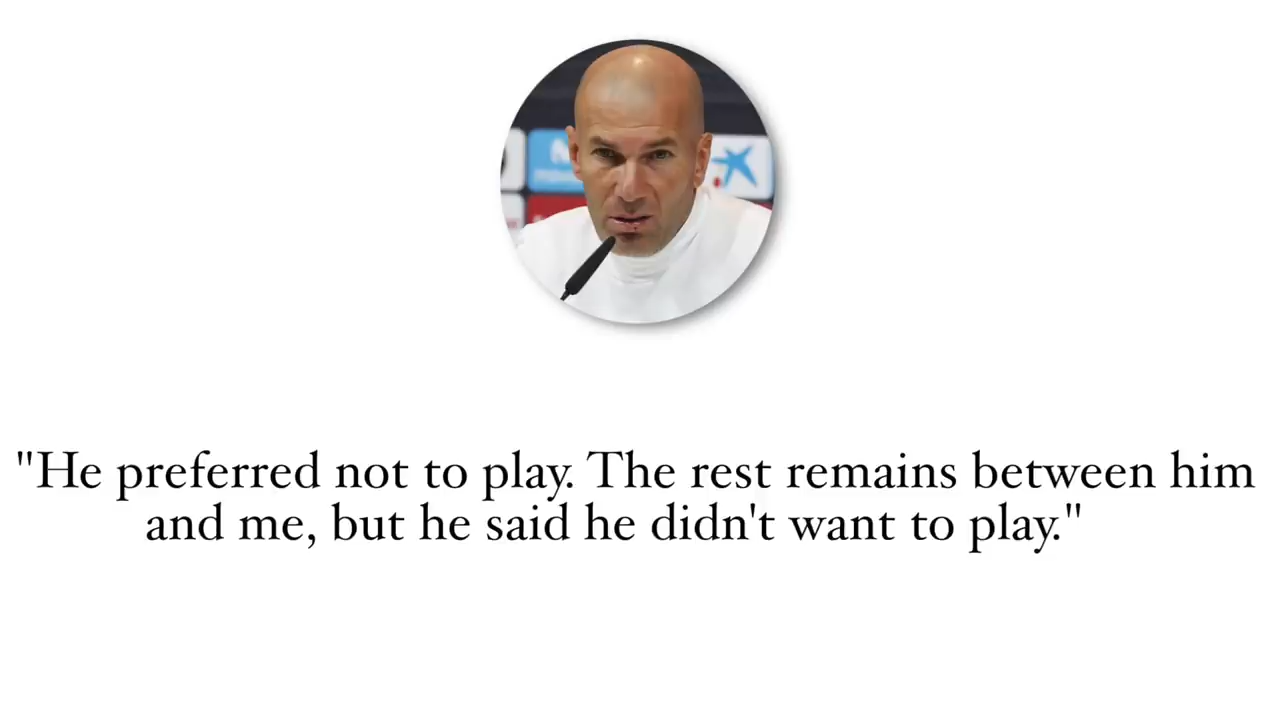 "He preferred not to play. The rest remains between him
and me, but he said he didn't want to play."